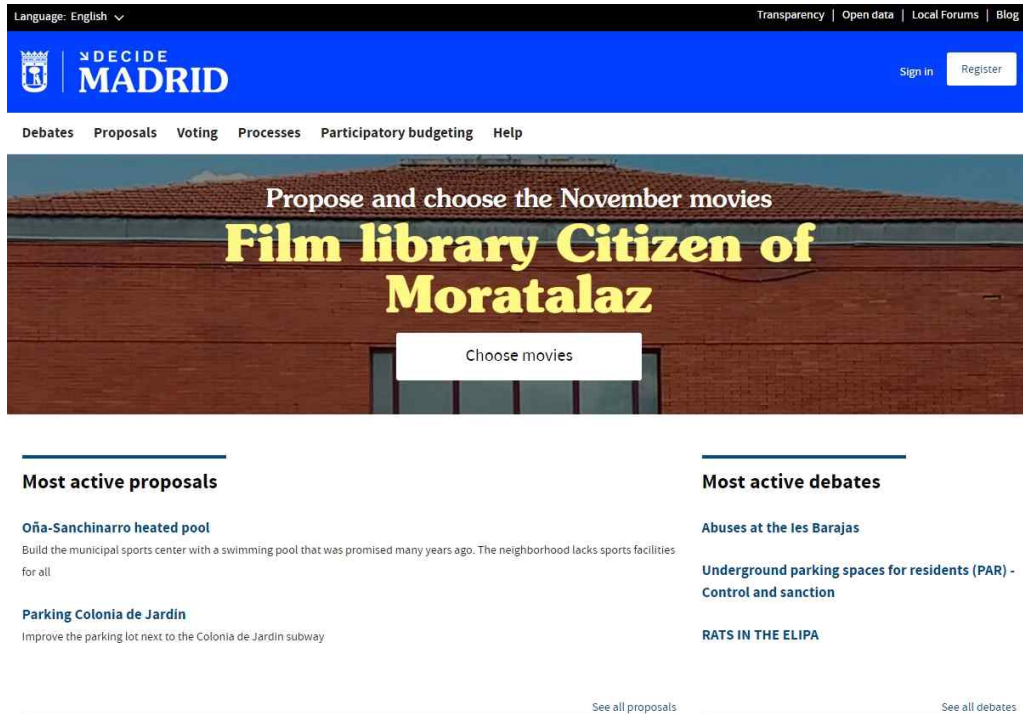 Language: English
Transparency | Open data | Local Forums | Blog
DECIDE
MADRID
Sign in
Register
Debates Proposals Voting Processes Participatory budgeting Help
Propose and choose the November movies
Film library Citizen of
Moratalaz
Choose movies
Most active proposals
Oña-Sanchinarro heated pool
Build the municipal sports center with a swimming pool that was promised many years ago. The neighborhood lacks sports facilities
for all
Parking Colonia de Jardín
Improve the parking lot next to the Colonia de Jardin subway
See all proposals
Most active debates
Abuses at the Ies Barajas
Underground parking spaces for residents (PAR) -
Control and sanction
RATS IN THE ELIPA
See all debates